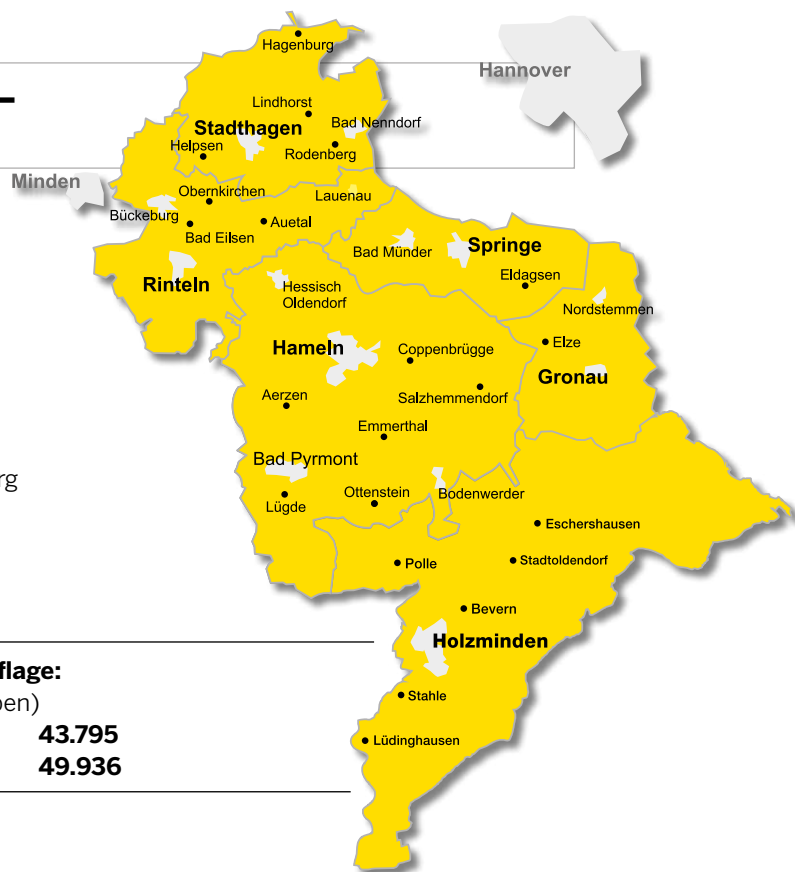 Hagenburg
Hannover
Lindhorst
Bad Nenndorf
Stadthagen
Helpsen
Rodenberg
Minden
Obernkirchen
Lauenau
Bückeburg
Auetal
Bad Eilsen
Bad Münder
Springe
Rinteln
Eldagsen
Hessisch
Oldendorf
Nordstemmen
Hameln
Coppenbrügge
Elze
Gronau
Aerzen
Salzhemmendorf
Emmerthal
Bad Pyrmont
rg
Ottenstein
Bodenwerder
Lügde
Eschershausen
Polle
Stadtoldendorf
Bevern
Holzminden
flage:
en)
Stahle
43.795
Lüdinghausen
49.936